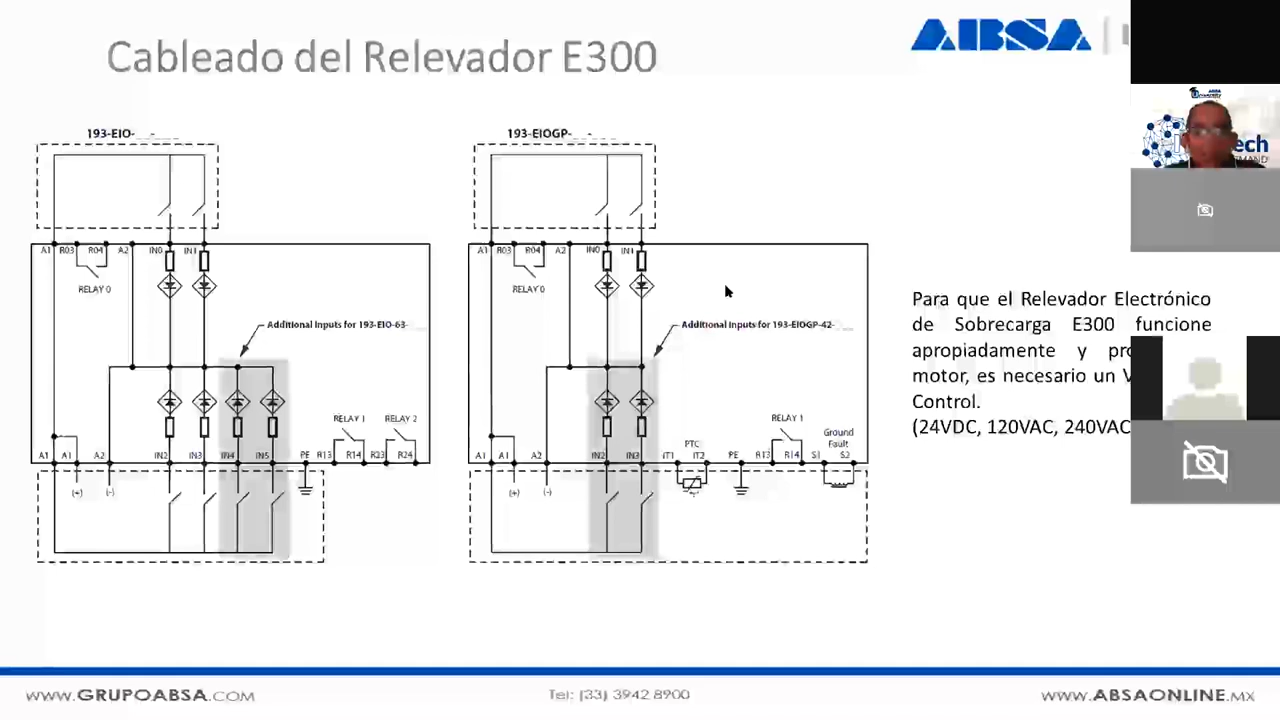 Cableado del Relevador E300
ABSA
193-EIO-
193-EIOGP-
A1 R03 R04 A2 IN0 IN1
RELAY 0
Additional Inputs for 193-EIO-63-
RELAY 1 RELAY 2
A1 A1 A2 IN2 IN3 IN4 IN5 PE R13 R14 R23 R24
(+) (-)
A1 R03 R04 A2 IN0 IN1
RELAY 0
Additional Inputs for 193-EIOGP-42-
RELAY 1
Ground
Fault
PTC
A1 A1 A2 IN2 IN3 IT1 IT2 PE R13 R14 S1 S2
(+) (-)
Para que el Relevador Electrónico
de Sobrecarga E300 funcione
apropiadamente y
motor, es necesario un
Control.
(24VDC, 120VAC, 240VAC
WWW.GRUPOABSA.COM
Tel: (33) 3942 8900
WWW.ABSAONLINE.MX